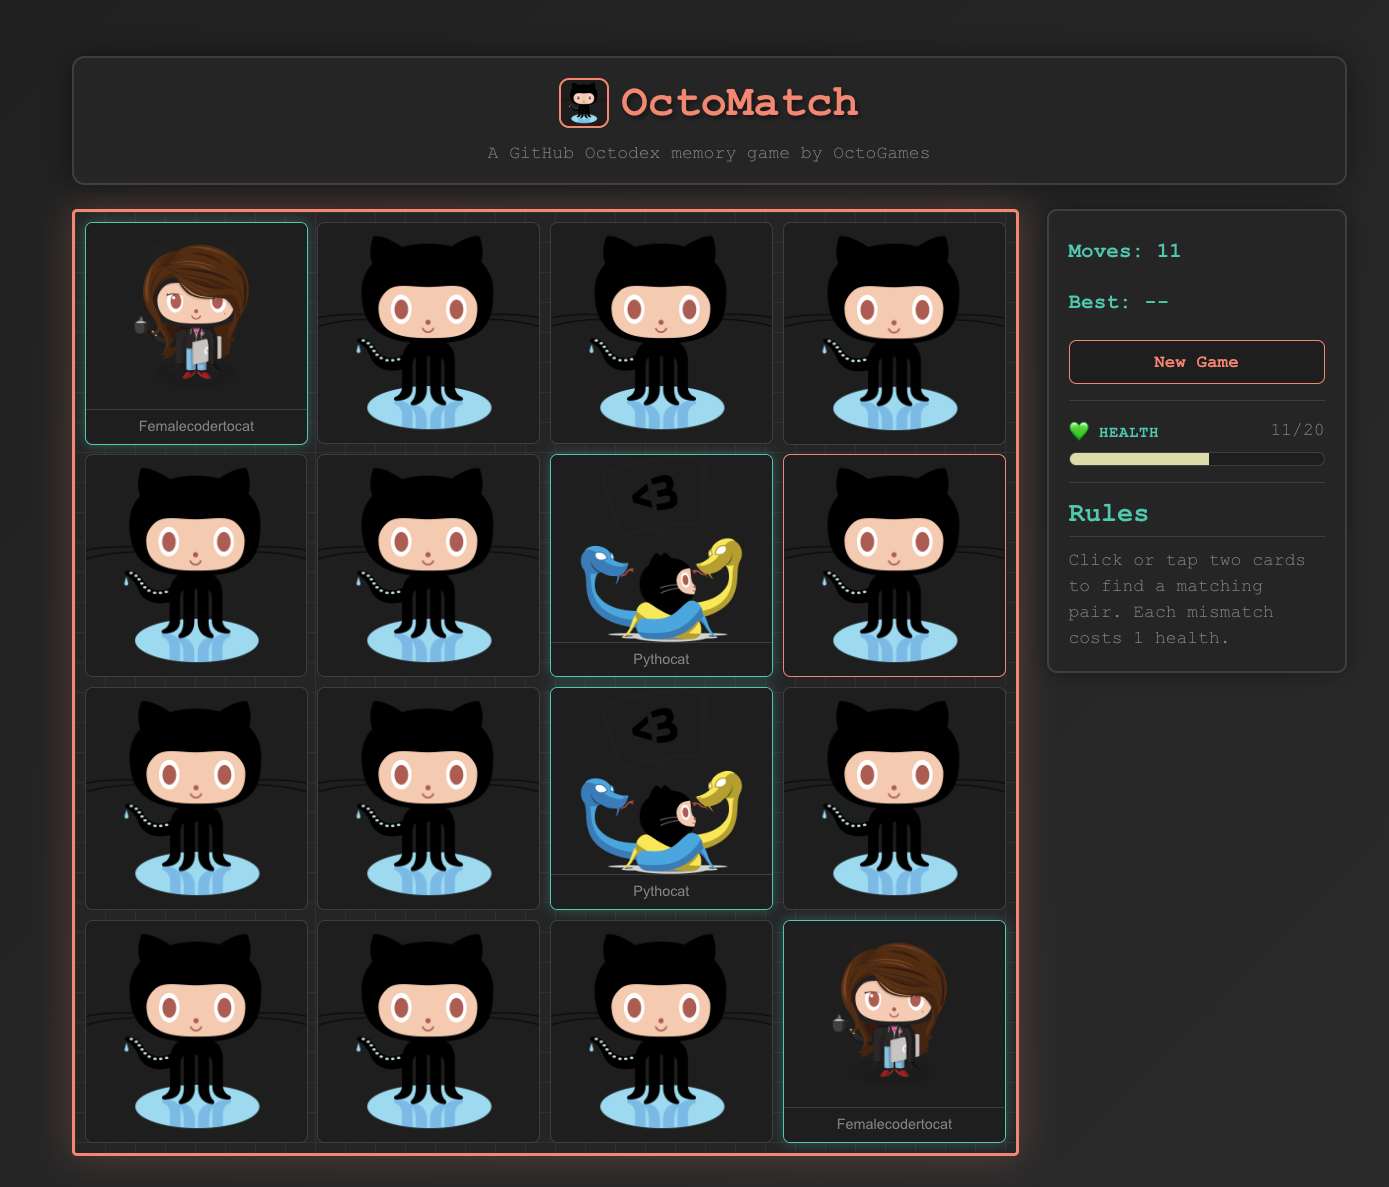 OctoMatch
A GitHub Octodex memory game by OctoGames
Femalecodertocat
<3
Pythocat
<3
Pythocat
Femalecodertocat
Moves: 11
Best: --
New Game
💚 HEALTH 11/20
Rules
Click or tap two cards
to find a matching
pair. Each mismatch
costs 1 health.